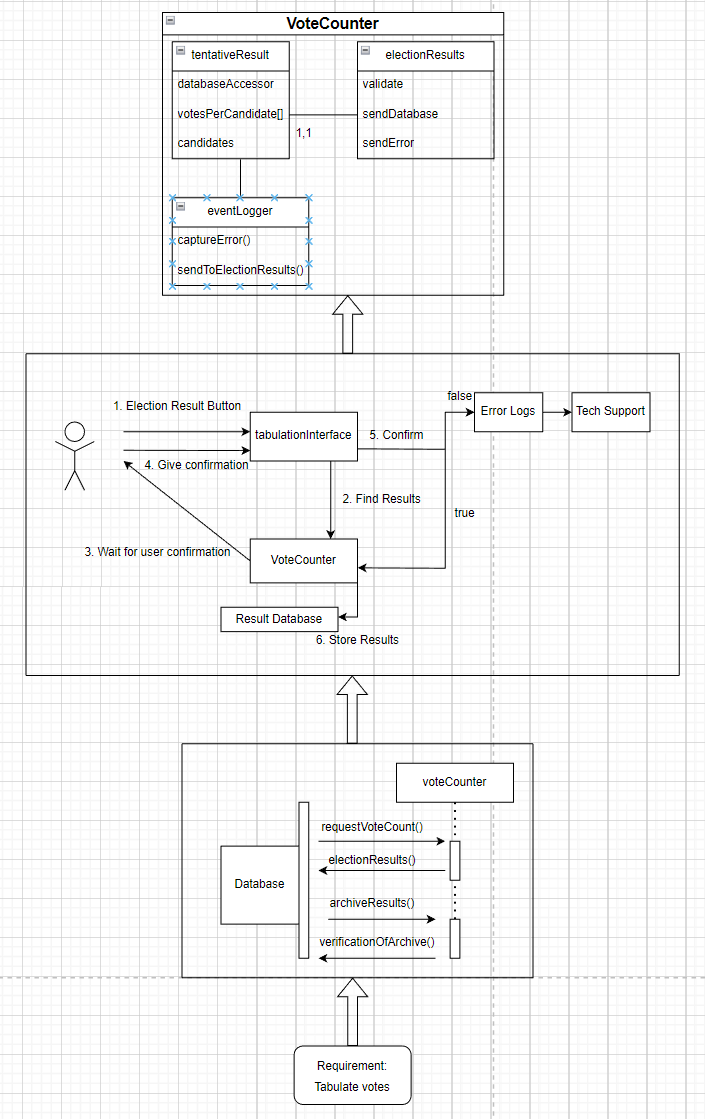 VoteCounter
tentativeResult
databaseAccessor
votesPerCandidate[]
candidates
electionResults
validate
sendDatabase
sendError
1,1
eventLogger
captureError()
sendToElectionResults()
1. Election Result Button
tabulationInterface
4. Give confirmation
5. Confirm
false
Error Logs
Tech Support
2. Find Results
true
3. Wait for user confirmation
VoteCounter
Result Database
6. Store Results
voteCounter
requestVoteCount()
electionResults()
Database
archiveResults()
verificationOfArchive()
Requirement:
Tabulate votes